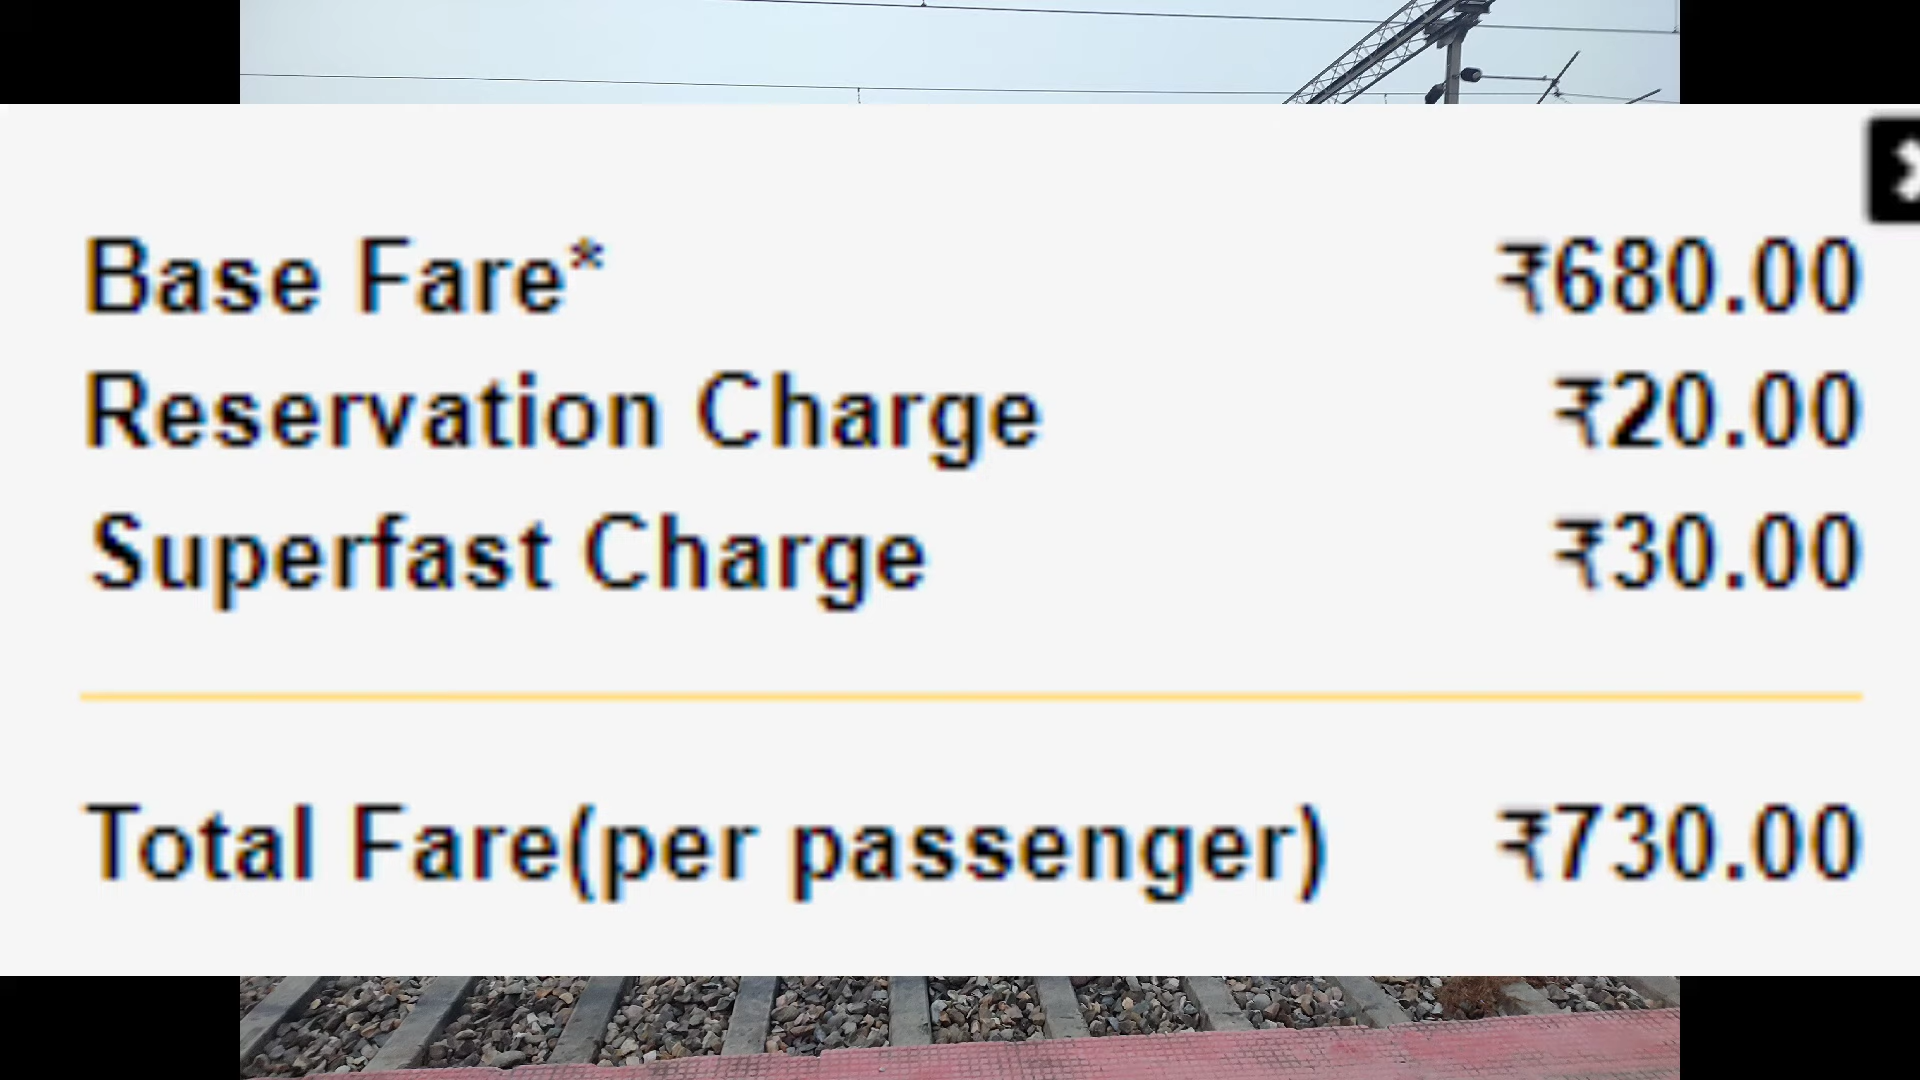 Base Fare* ₹680.00
Reservation Charge ₹20.00
Superfast Charge ₹30.00
Total Fare(per passenger) ₹730.00